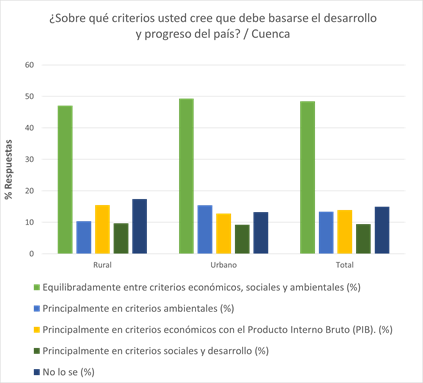 ¿Sobre qué criterios usted cree que debe basarse el desarrollo
y progreso del país? / Cuenca
60
50
40
30
20
10
0
% Respuestas
Rural
Urbano
Total
Equilibradamente entre criterios económicos, sociales y ambientales (%)
Principalmente en criterios ambientales (%)
Principalmente en criterios económicos con el Producto Interno Bruto (PIB). (%)
Principalmente en criterios sociales y desarrollo (%)
No lo se (%)